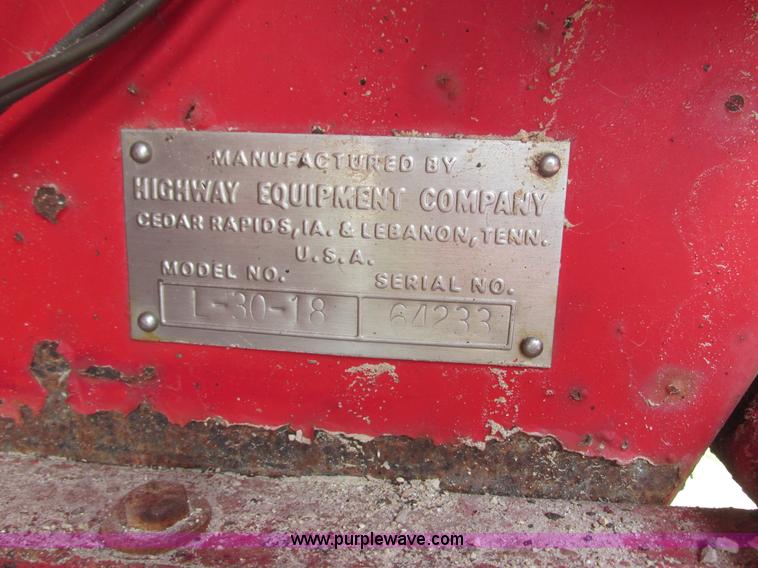 MANUFACTURED BY
HIGHWAY EQUIPMENT COMPANY
CEDAR RAPIDS, IA. & LEBANON, TENN.
U.S.A.
MODEL NO. SERIAL NO.
L-30-18 64233
www.purplewave.com